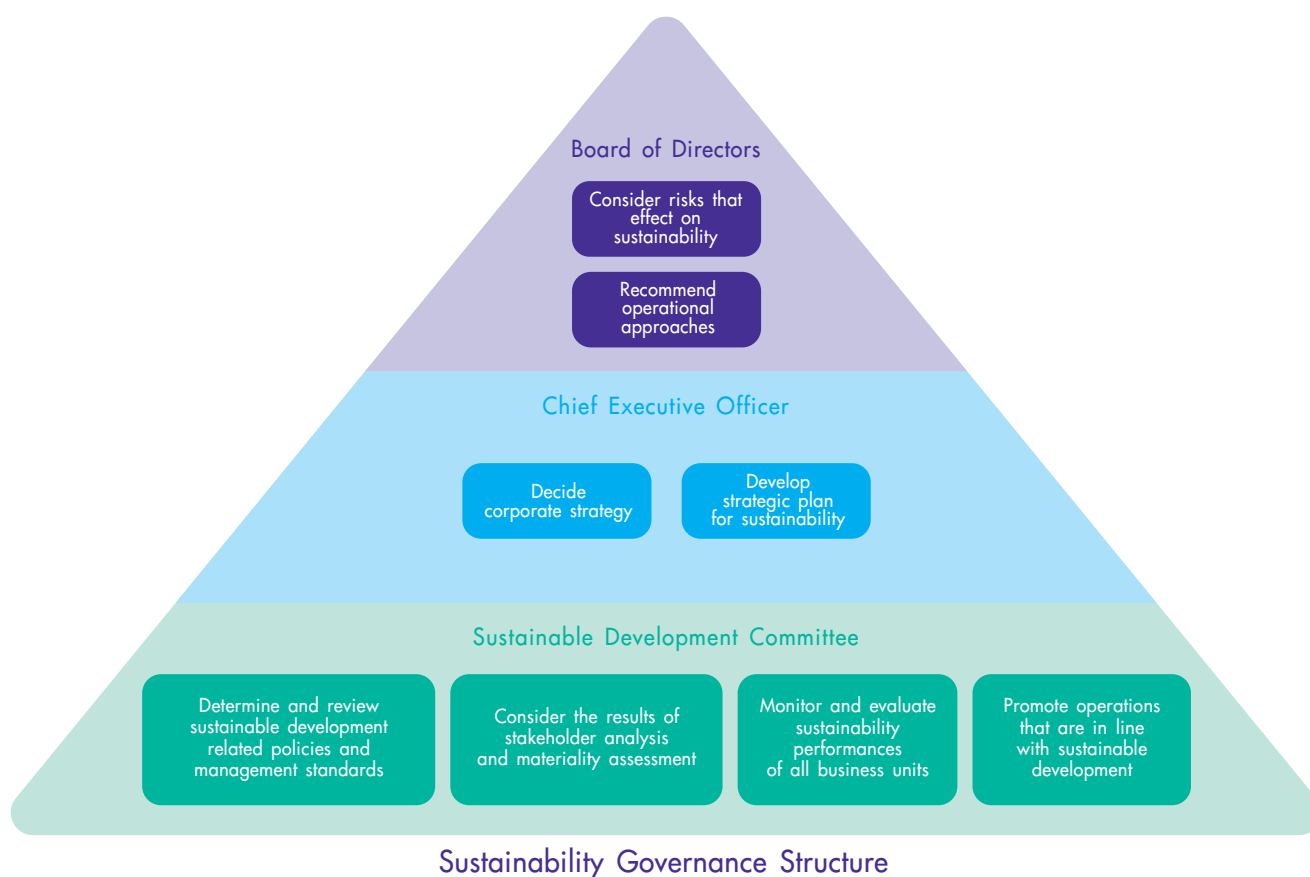 Board of Directors
Consider risks that
effect on
sustainability
Recommend
operational
approaches
Chief Executive Officer
Decide
corporate strategy
Develop
strategic plan
for sustainability
Sustainable Development Committee
Determine and review
sustainable development
related policies and
management standards
Consider the results of
stakeholder analysis
and materiality assessment
Monitor and evaluate
sustainability
performances
of all business units
Promote operations
that are in line
with sustainable
development
Sustainability Governance Structure